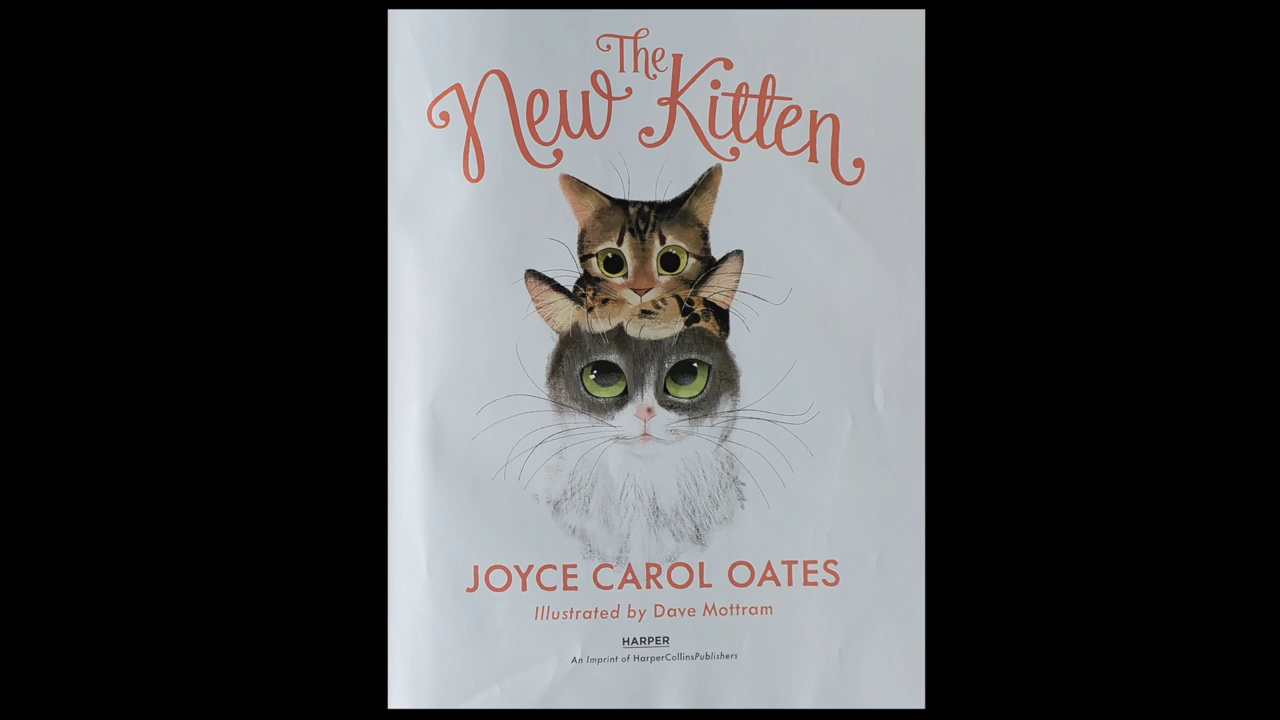 The
New Kitten
JOYCE CAROL OATES
Illustrated by Dave Mottram
HARPER
An Imprint of HarperCollinsPublishers